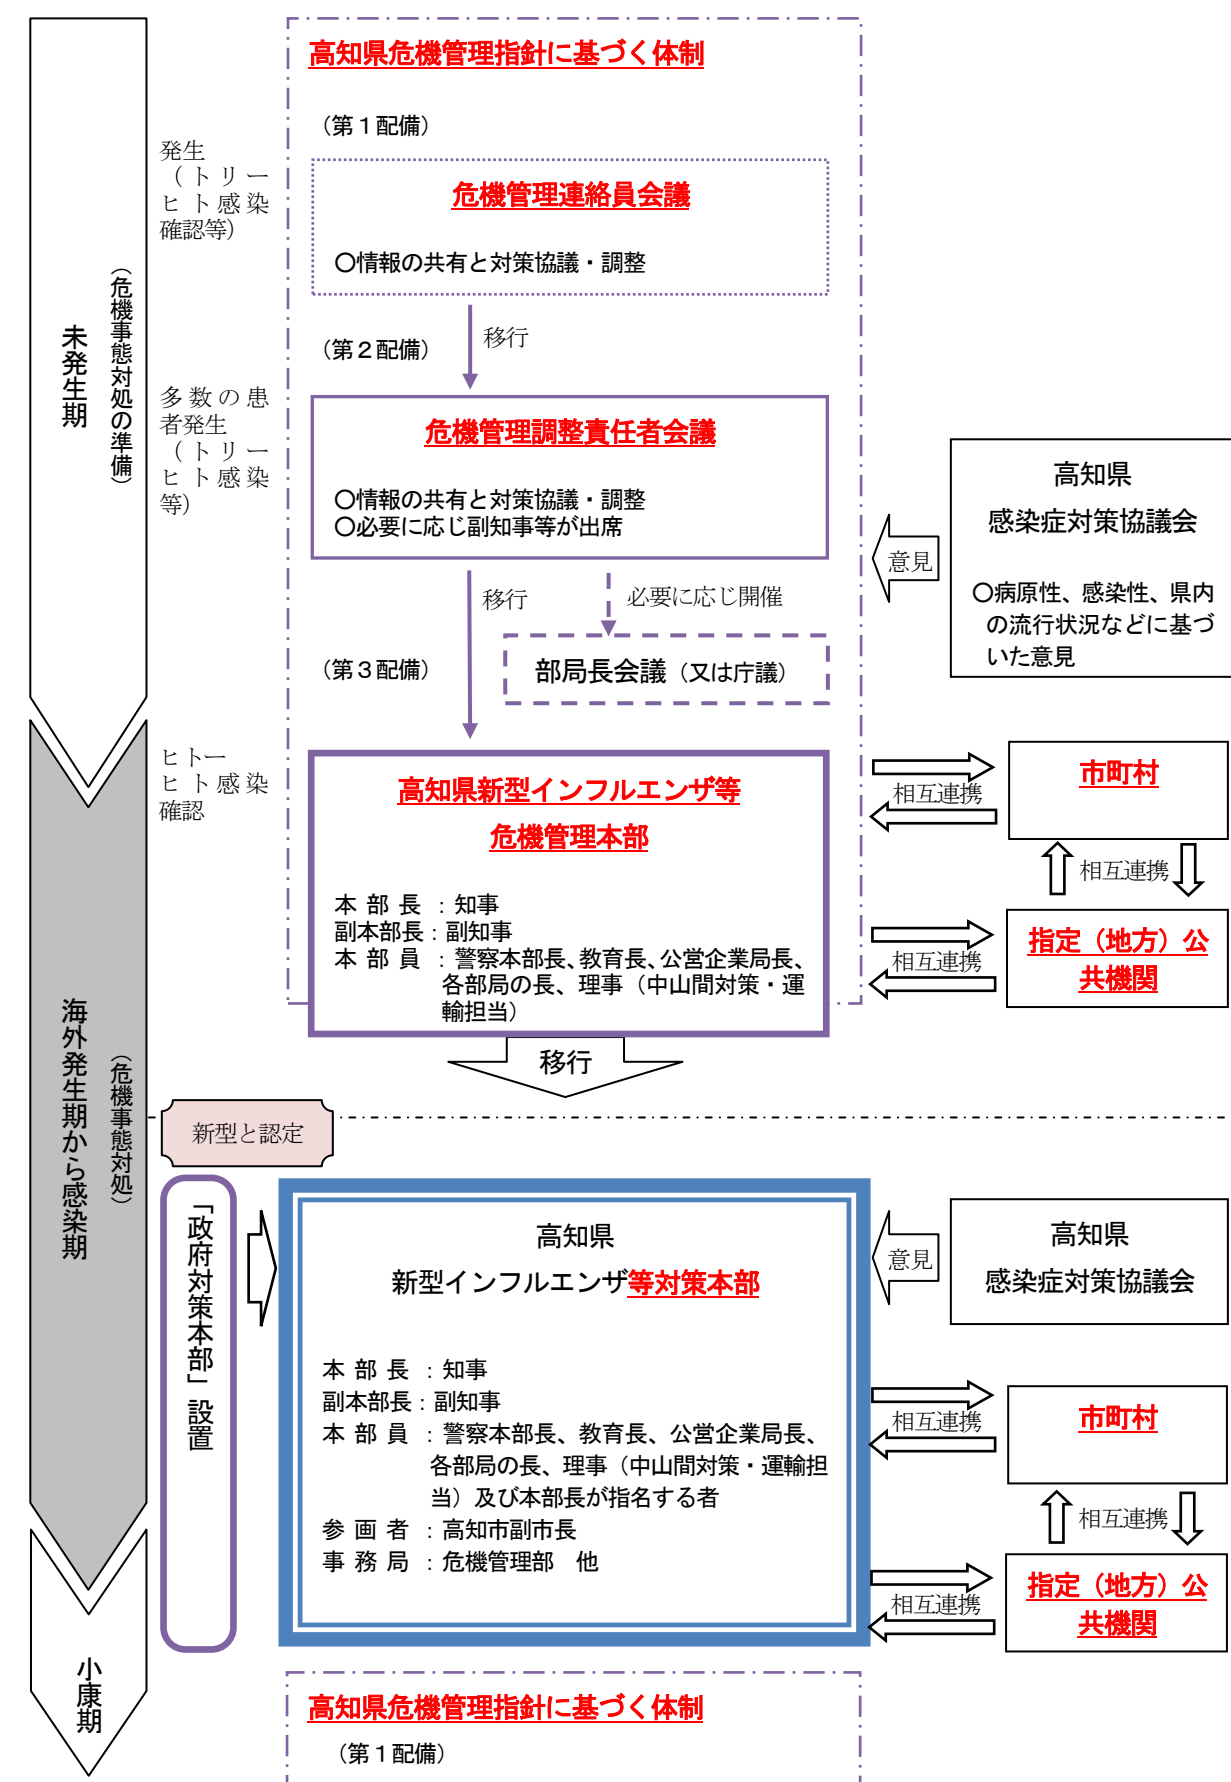 高知県危機管理指針に基づく体制
（第１配備）
発生
（トリー
ヒト感染
確認等）
危機管理連絡員会議
○情報の共有と対策協議・調整
未発生期
（危機事態対処の準備）
移行
（第２配備）
多数の患
者発生
（トリー
ヒト感染
等）
危機管理調整責任者会議
○情報の共有と対策協議・調整
○必要に応じ副知事等が出席
意見
高知県
感染症対策協議会
○病原性、感染性、県内
の流行状況などに基づ
いた意見
移行
必要に応じ開催
（第３配備）
部局長会議（又は庁議）
ヒトー
ヒト感染
確認
高知県新型インフルエンザ等
危機管理本部
本部長：知事
副本部長：副知事
本部員：警察本部長、教育長、公営企業局長、
各部局の長、理事（中山間対策・運
輸担当）
相互連携
市町村
相互連携
相互連携
指定（地方）公
共機関
海外発生期から感染期
（危機事態対処）
移行
新型と認定
「政府対策本部」設置
高知県
新型インフルエンザ等対策本部
本部長：知事
副本部長：副知事
本部員：警察本部長、教育長、公営企業局長、
各部局の長、理事（中山間対策・運輸担
当）及び本部長が指名する者
参画者：高知市副市長
事務局：危機管理部　他
意見
高知県
感染症対策協議会
相互連携
市町村
相互連携
相互連携
指定（地方）公
共機関
小康期
高知県危機管理指針に基づく体制
（第１配備）